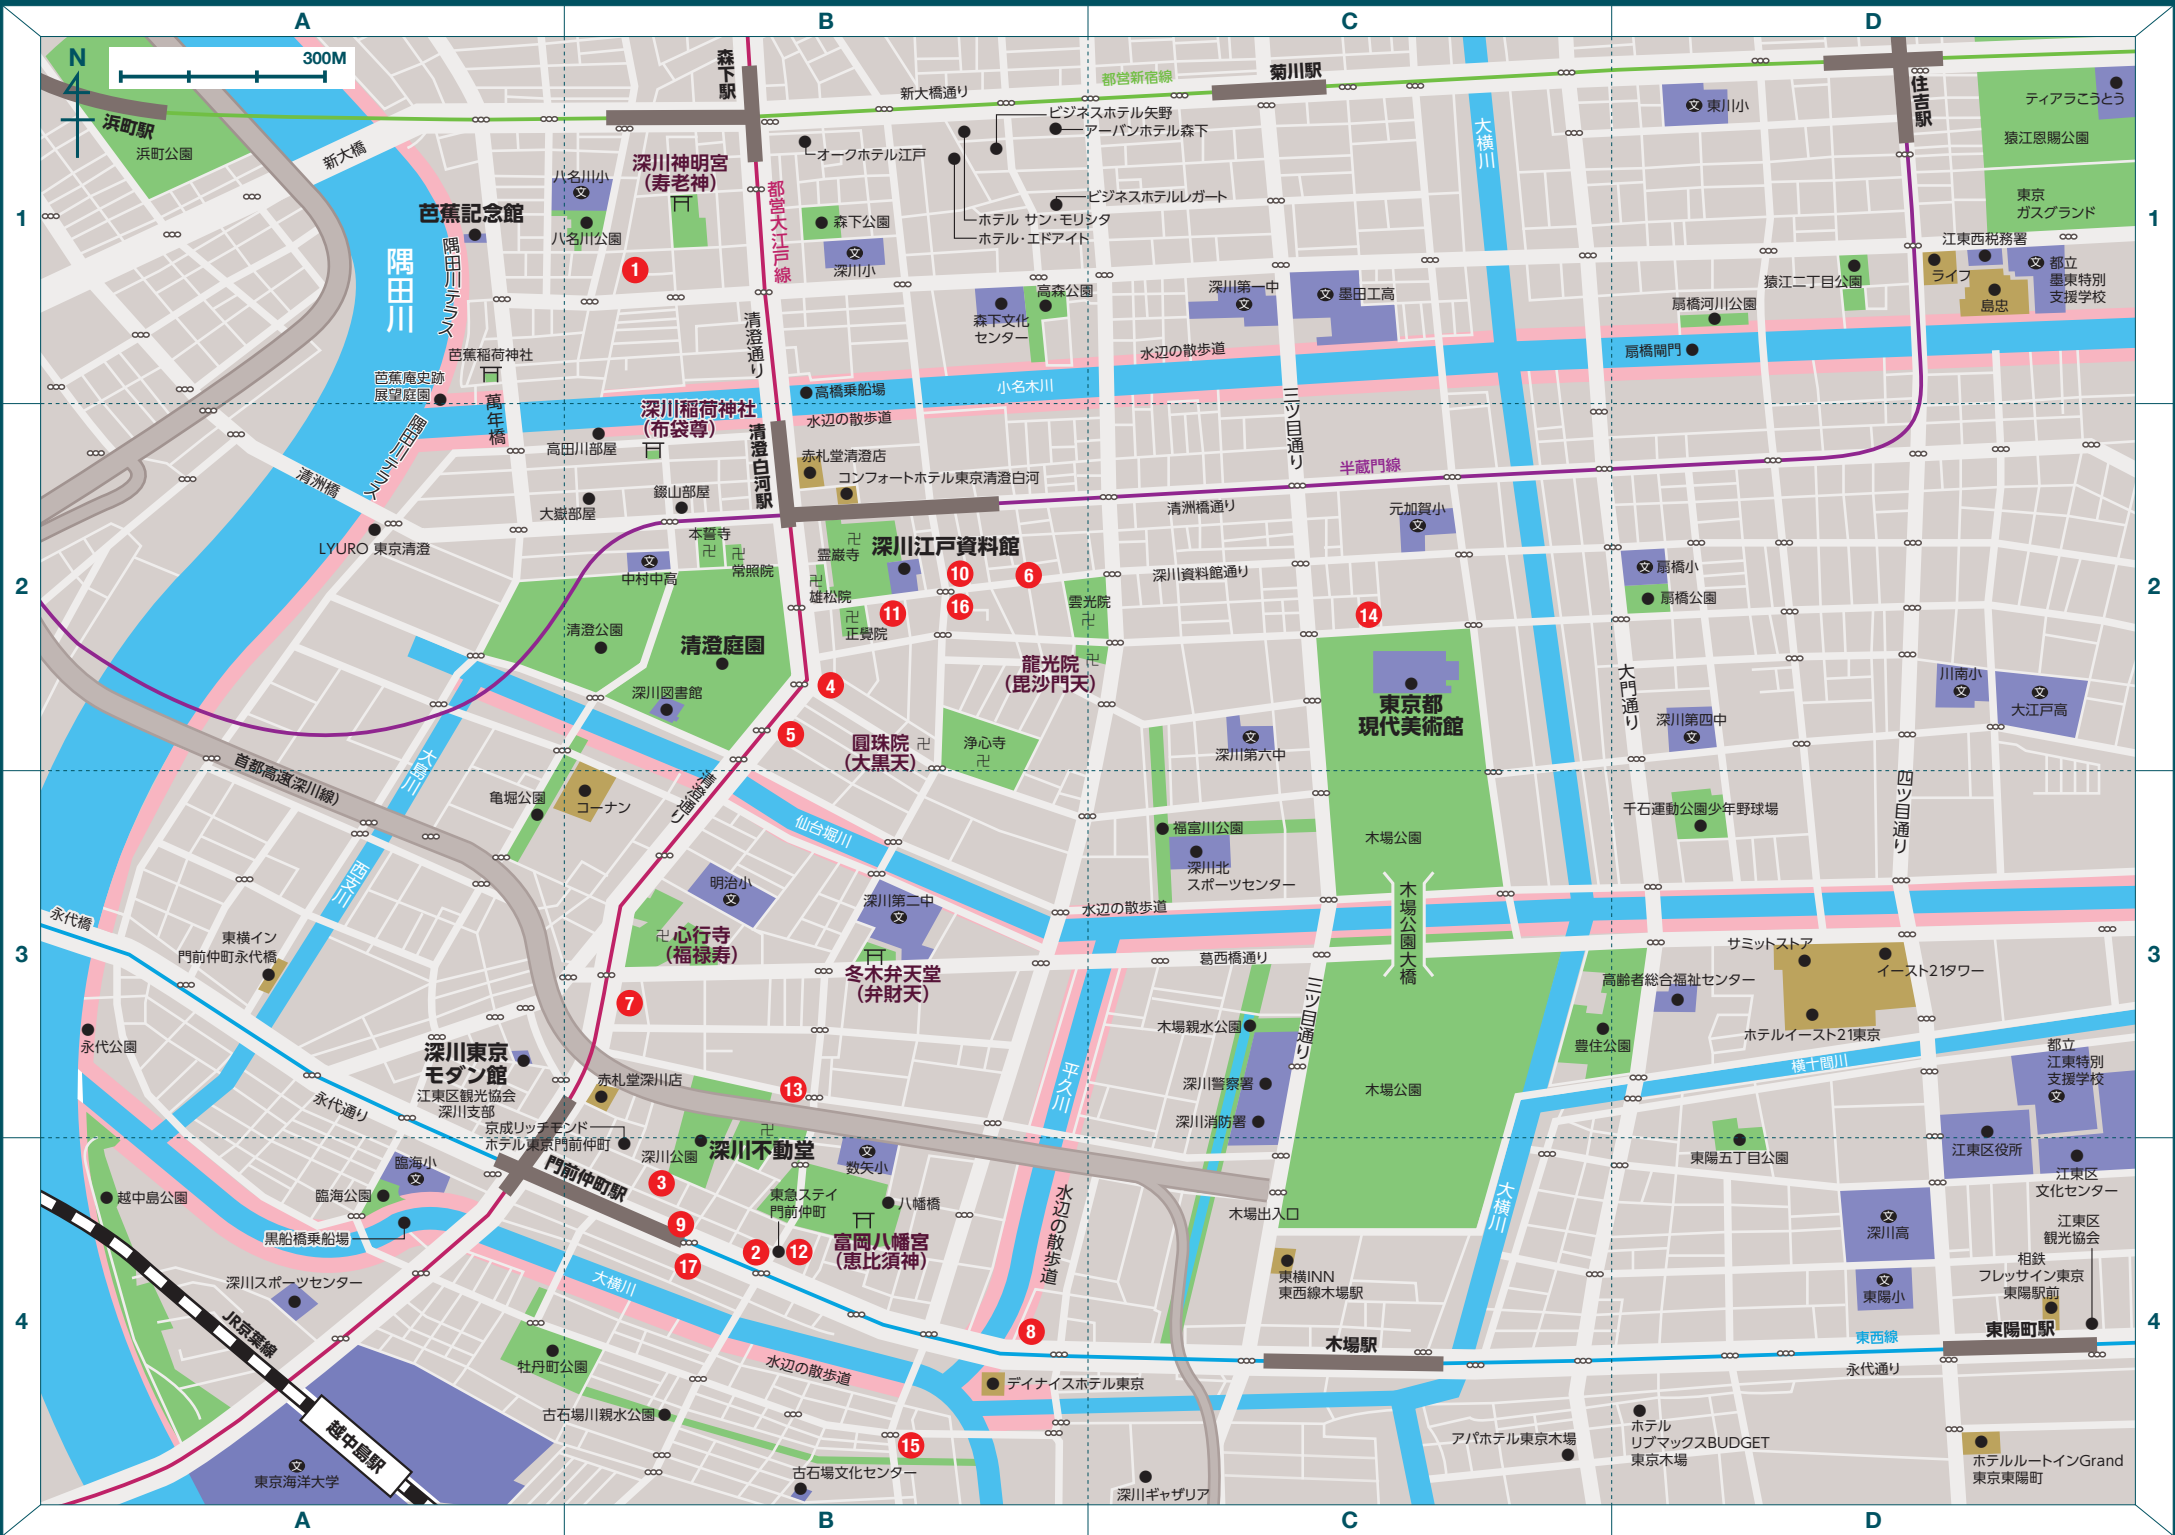 A
B
C
D
N
300M
浜町駅
浜町公園
新大橋
森下駅
新大橋通り
都営新宿線
菊川駅
ビジネスホテル矢野
アーバンホテル森下
オークホテル江戸
大横川
東川小
住吉駅
ティアラこうとう
猿江恩賜公園
東京
ガスグランド
八名川小
深川神明宮
(寿老神)
都営大江戸線
ビジネスホテルレガート
ホテル サン・モリシタ
ホテル・エドアイト
芭蕉記念館
八名川公園
森下公園
深川小
1
1
隅田川
隅田川テラス
1
清澄通り
森下文化
センター
高森公園
深川第一中
墨田工高
江東西税務署
ライフ
島忠
都立
墨東特別
支援学校
猿江二丁目公園
扇橋河川公園
扇橋閘門
芭蕉稲荷神社
芭蕉庵史跡
展望庭園
萬年橋
高橋乗船場
小名木川
水辺の散歩道
三ツ目通り
隅田川テラス
清洲橋
高田川部屋
深川稲荷神社
(布袋尊)
水辺の散歩道
清澄白河駅
赤札堂清澄店
コンフォートホテル東京清澄白河
半蔵門線
清洲橋通り
元加賀小
大嶽部屋
錣山部屋
LYURO 東京清澄
本誓寺
常照院
中村中高
霊巌寺
深川江戸資料館
10
6
雄松院
11
16
正覺院
雲光院
深川資料館通り
14
扇橋小
扇橋公園
2
2
清澄公園
清澄庭園
深川図書館
4
5
龍光院
(毘沙門天)
圓珠院
(大黒天)
浄心寺
東京都
現代美術館
深川第六中
大門通り
深川第四中
川南小
大江戸高
首都高速深川線)
大島川
亀堀公園
コーナン
清澄通り
仙台堀川
福富川公園
深川北
スポーツセンター
木場公園
千石運動公園少年野球場
四ツ目通り
西支川
永代橋
東横イン
門前仲町永代橋
明治小
深川第二中
心行寺
(福禄寿)
冬木弁天堂
(弁財天)
水辺の散歩道
葛西橋通り
木場公園大橋
サミットストア
イースト21タワー
高齢者総合福祉センター
ホテルイースト21東京
豊住公園
3
3
7
永代公園
深川東京
モダン館
江東区観光協会
深川支部
永代通り
赤札堂深川店
13
平久川
木場親水公園
三ツ目通り
深川警察署
深川消防署
木場公園
横十間川
都立
江東特別
支援学校
京成リッチモンド
ホテル東京門前仲町
深川公園
深川不動堂
数矢小
臨海小
臨海公園
越中島公園
門前仲町駅
3
東急ステイ
門前仲町
八幡橋
9
2
12
17
富岡八幡宮
(恵比須神)
水辺の散歩道
木場出入口
大横川
東陽五丁目公園
江東区役所
江東区
文化センター
深川高
江東区
観光協会
相鉄
フレッサイン東京
東陽駅前
東陽小
黒船橋乗船場
深川スポーツセンター
大横川
東横INN
東西線木場駅
4
4
JR京葉線
牡丹町公園
8
木場駅
東西線
東陽町駅
永代通り
水辺の散歩道
デイナイスホテル東京
古石場川親水公園
15
古石場文化センター
越中島駅
東京海洋大学
深川ギャザリア
アパホテル東京木場
ホテル
リブマックスBUDGET
東京木場
ホテルルートインGrand
東京東陽町
A
B
C
D